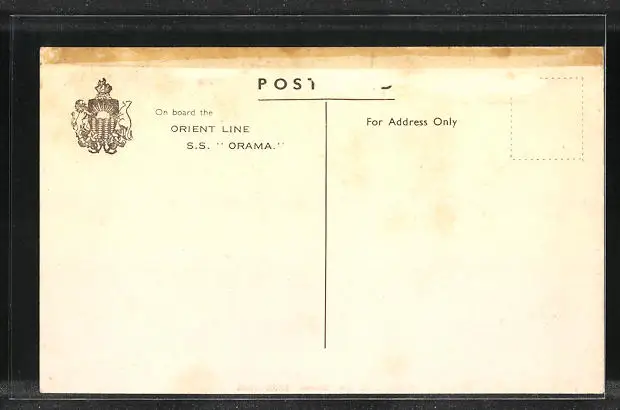 POST
On board the
ORIENT LINE
S.S. "ORAMA."
For Address Only